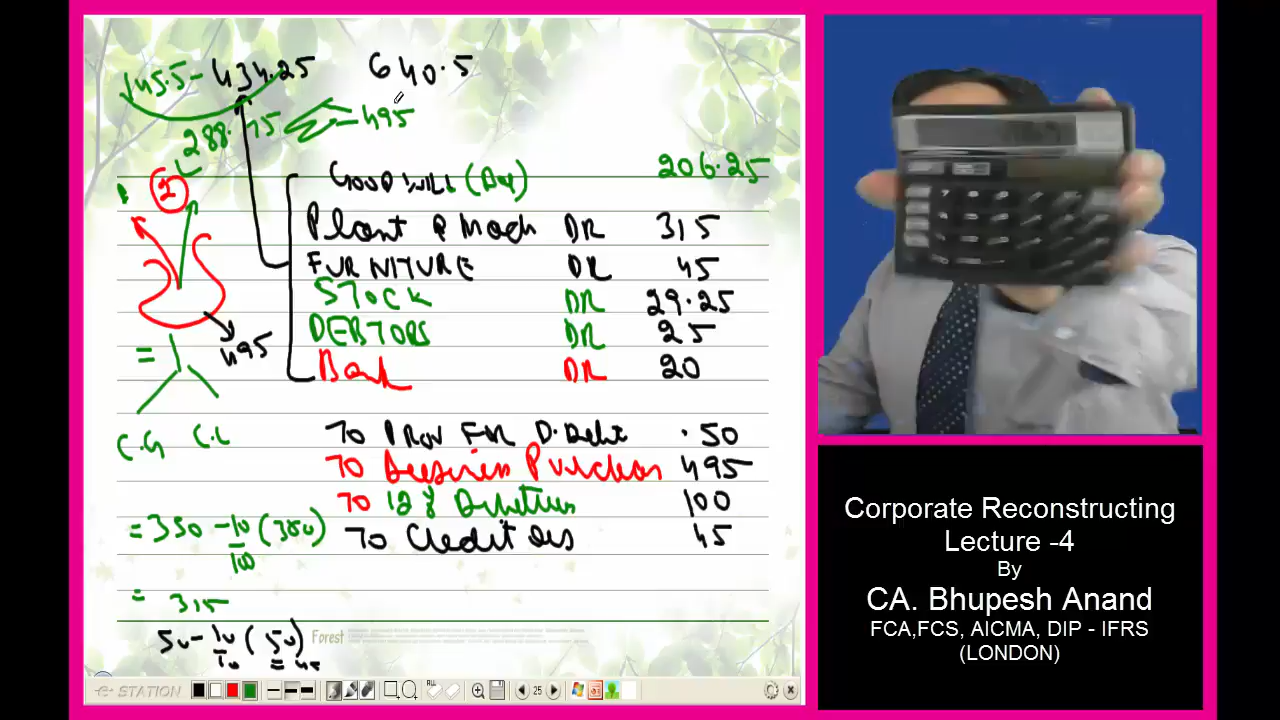 145.5 - 434.25 640.5
288.75 = 495
GOODWILL (Bal) 206.25
Plant & Mach DR 315
FURNITURE DR 45
STOCK DR 29.25
DEBTORS DR 25
Bank DR 20
495
C.G C.L
TO PROV FOR D.Debt .50
TO Business Purchase 495
TO 12% Debentures 100
TO Creditors 45
= 350 - 10/100 (350)
= 315
50 - 10/10 (50)
= 45
Forest
e-STATION
25
Corporate Reconstructing
Lecture -4
By
CA. Bhupesh Anand
FCA,FCS, AICMA, DIP - IFRS
(LONDON)